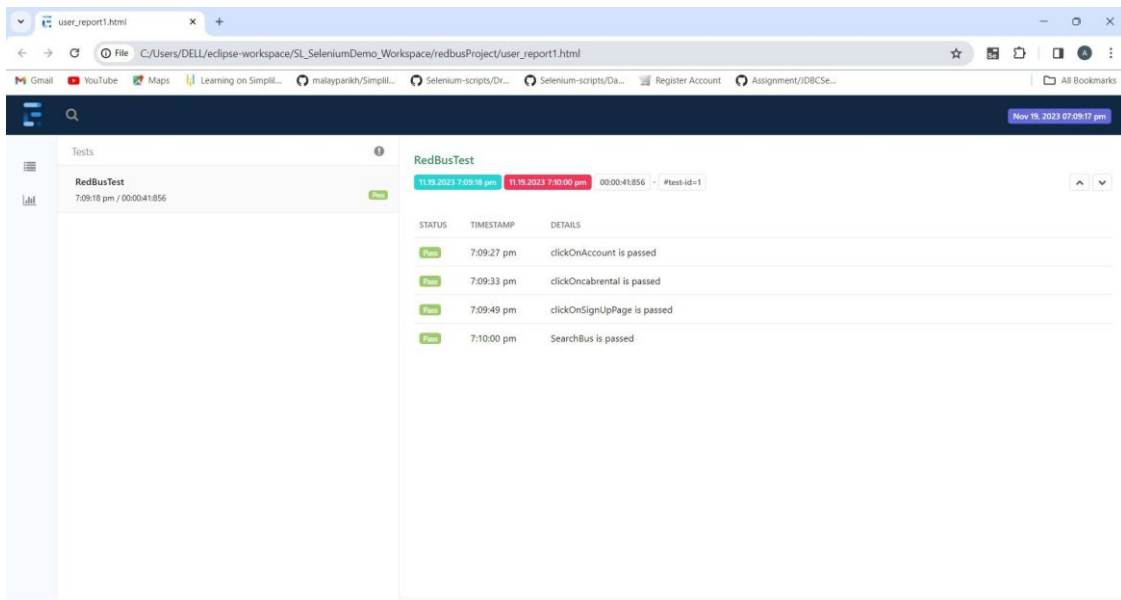 user_report1.html
File C:/Users/DELL/eclipse-workspace/SL_SeleniumDemo_Workspace/redbusProject/user_report1.html
Gmail YouTube Maps Learning on Simplil... malayparikh/Simplil... Selenium-scripts/Dr... Selenium-scripts/Da... Register Account Assignment/JDBCSe... All Bookmarks
Nov 19, 2023 07:09:17 pm
Tests
RedBusTest
7:09:18 pm / 00:00:41:856 Pass
RedBusTest
11.19.2023 7:09:18 pm 11.19.2023 7:10:00 pm 00:00:41:856 · #test-id=1
STATUS TIMESTAMP DETAILS
Pass 7:09:27 pm clickOnAccount is passed
Pass 7:09:33 pm clickOncabrental is passed
Pass 7:09:49 pm clickOnSignUpPage is passed
Pass 7:10:00 pm SearchBus is passed